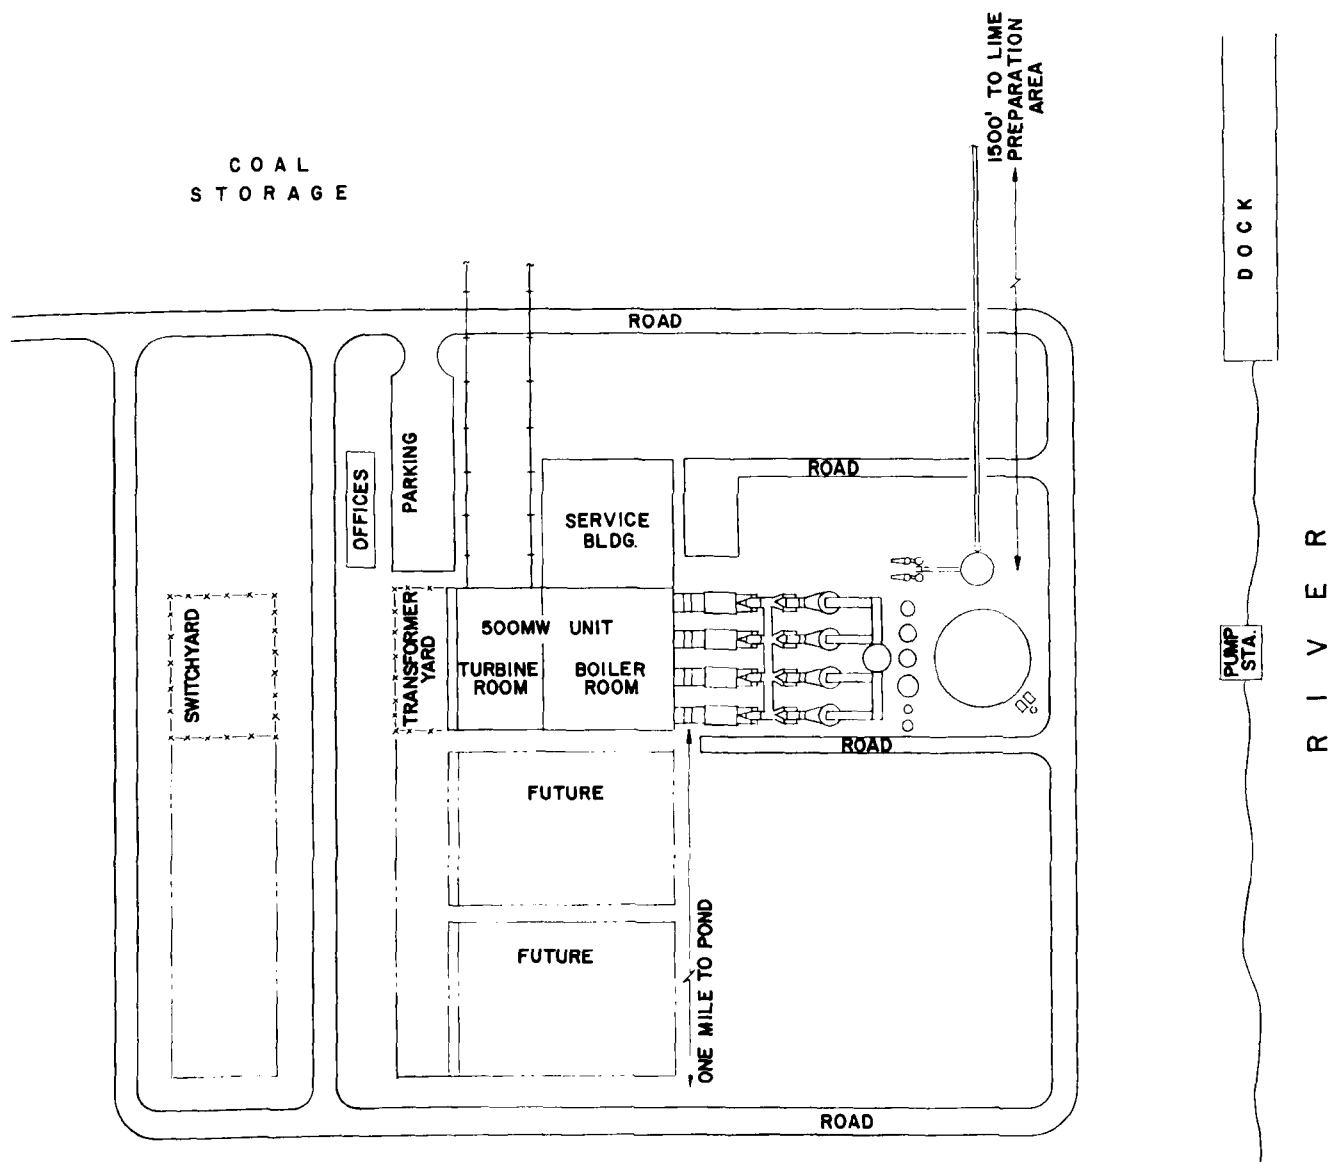 1500' TO LIME
PREPARATION
AREA
COAL
STORAGE
DOCK
ROAD
PARKING
OFFICES
ROAD
SERVICE
BLDG.
RIVER
SWITCHYARD
TRANSFORMER
YARD
500MW UNIT
TURBINE
ROOM
BOILER
ROOM
PUMP
STA.
ROAD
FUTURE
FUTURE
ONE MILE TO POND
ROAD